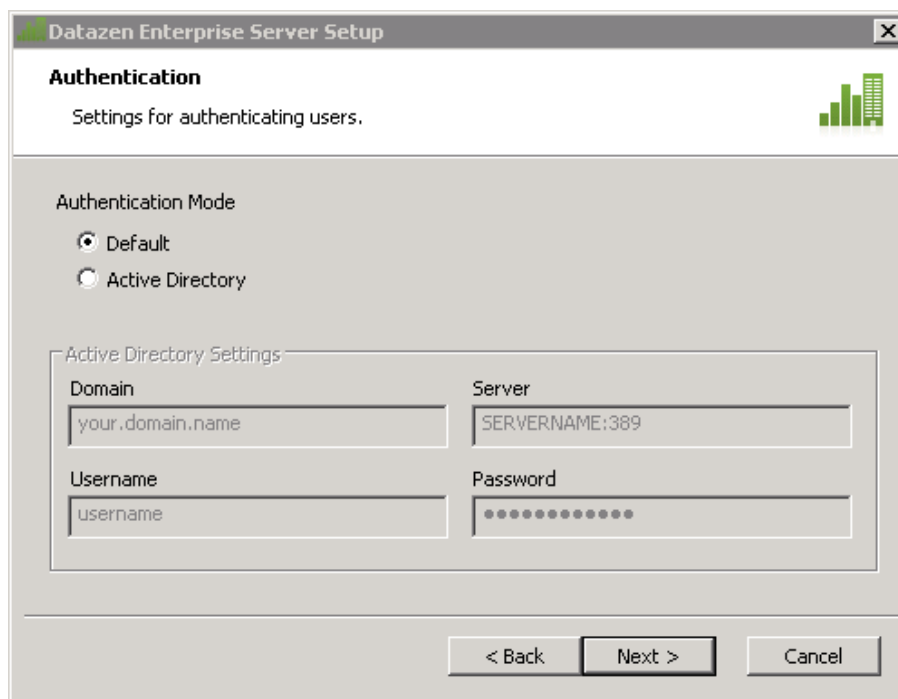 Datazen Enterprise Server Setup
Authentication
Settings for authenticating users.
Authentication Mode
Default
Active Directory
Active Directory Settings
Domain
Server
your.domain.name
SERVERNAME:389
Username
Password
username
●●●●●●●●●●●●
< Back
Next >
Cancel